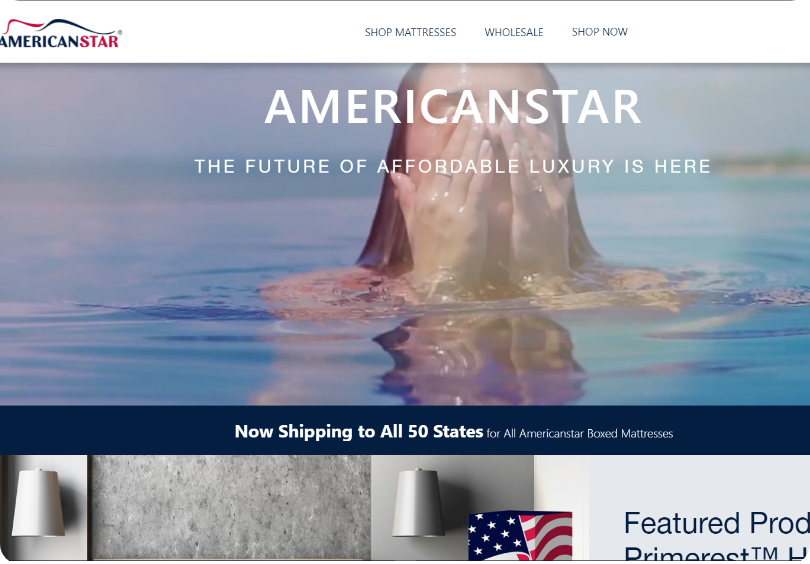 AMERICANSTAR®
SHOP MATTRESSES
WHOLESALE
SHOP NOW
AMERICANSTAR
THE FUTURE OF AFFORDABLE LUXURY IS HERE
Now Shipping to All 50 States for All Americanstar Boxed Mattresses
Featured Prod
Primerest™ H